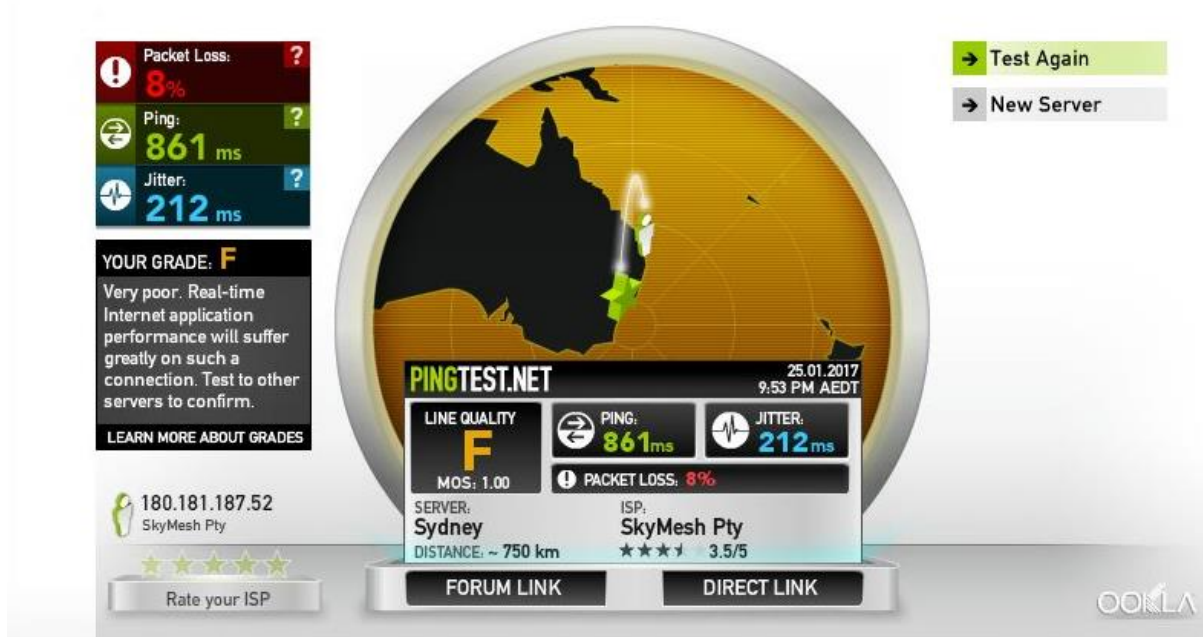 Packet Loss: ?
8%
Ping: ?
861 ms
Jitter: ?
212 ms
YOUR GRADE: F
Very poor. Real-time
Internet application
performance will suffer
greatly on such a
connection. Test to other
servers to confirm.
LEARN MORE ABOUT GRADES
180.181.187.52
SkyMesh Pty
Rate your ISP
Test Again
New Server
PINGTEST.NET
25.01.2017
9:53 PM AEDT
LINE QUALITY
F
MOS: 1.00
PING:
861ms
JITTER:
212ms
PACKET LOSS: 8%
SERVER:
Sydney
DISTANCE: ~ 750 km
ISP:
SkyMesh Pty
3.5/5
FORUM LINK
DIRECT LINK
OOKLA